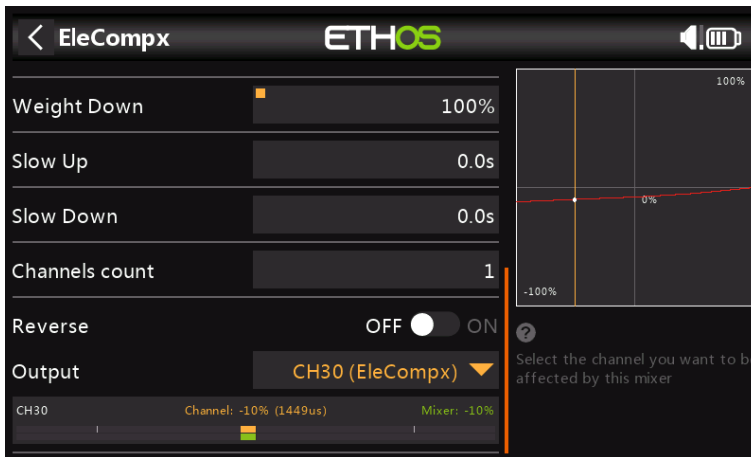 EleCompx
ETHOS
Weight Down 100%
Slow Up 0.0s
Slow Down 0.0s
Channels count 1
Reverse OFF ON
Output CH30 (EleCompx)
CH30 Channel: -10% (1449us) Mixer: -10%
100%
0%
-100%
?
Select the channel you want to be
affected by this mixer